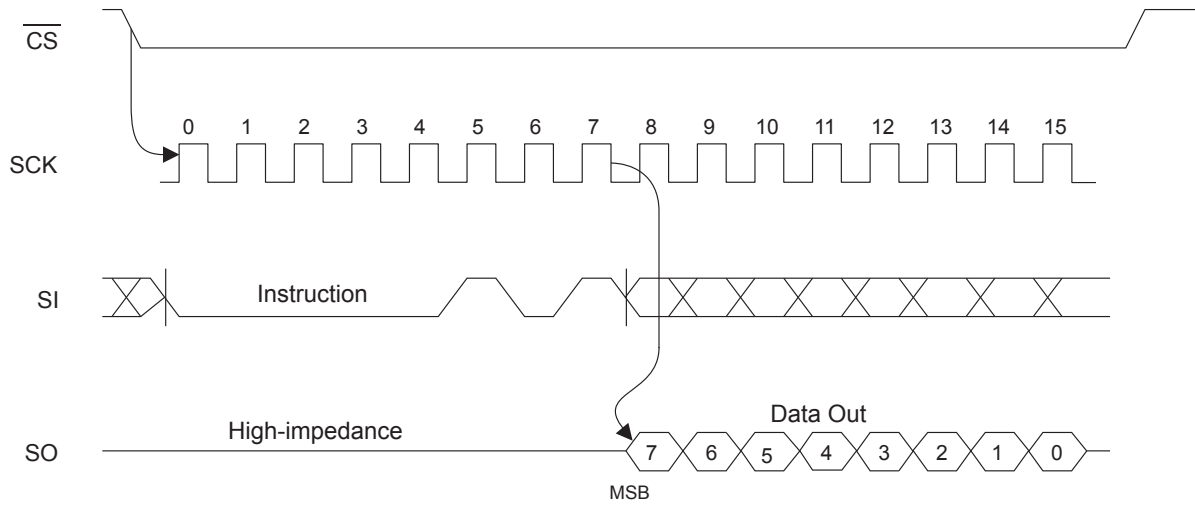 CS
0 1 2 3 4 5 6 7 8 9 10 11 12 13 14 15
SCK
SI
Instruction
Data Out
High-impedance
SO
7 6 5 4 3 2 1 0
MSB